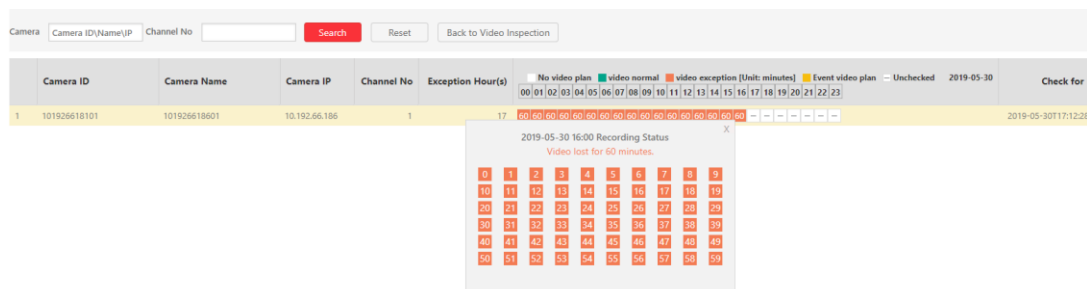 Camera Camera ID\Name\IP Channel No Search Reset Back to Video Inspection
Camera ID Camera Name Camera IP Channel No Exception Hour(s) No video plan video normal video exception [Unit: minutes] Event video plan Unchecked 2019-05-30 Check for
00 01 02 03 04 05 06 07 08 09 10 11 12 13 14 15 16 17 18 19 20 21 22 23
1 101926618101 101926618601 10.192.66.186 1 17 60 60 60 60 60 60 60 60 60 60 60 60 60 60 60 60 60 – – – – – – – 2019-05-30T17:12:28
X
2019-05-30 16:00 Recording Status
Video lost for 60 minutes.
0 1 2 3 4 5 6 7 8 9
10 11 12 13 14 15 16 17 18 19
20 21 22 23 24 25 26 27 28 29
30 31 32 33 34 35 36 37 38 39
40 41 42 43 44 45 46 47 48 49
50 51 52 53 54 55 56 57 58 59